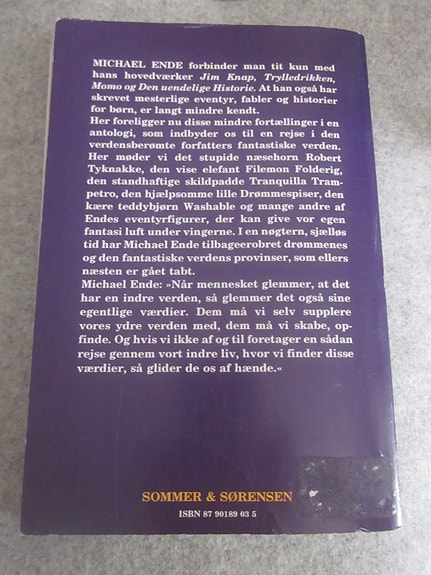 MICHAEL ENDE forbinder man tit kun med
hans hovedværker Jim Knap, Trylledrikken,
Momo og Den uendelige Historie. At han også har
skrevet mesterlige eventyr, fabler og historier
for børn, er langt mindre kendt.
Her foreligger nu disse mindre fortællinger i en
antologi, som indbyder os til en rejse i den
verdensberømte forfatters fantastiske verden.
Her møder vi det stupide næsehorn Robert
Tyknakke, den vise elefant Filemon Folderig,
den standhaftige skildpadde Tranquilla Tram-
petro, den hjælpsomme lille Drømmespiser, den
kære teddybjørn Washable og mange andre af
Endes eventyrfigurer, der kan give vor egen
fantasi luft under vingerne. I en nøgtern, sjælløs
tid har Michael Ende tilbageerobret drømmenes
og den fantastiske verdens provinser, som ellers
næsten er gået tabt.
Michael Ende: »Når mennesket glemmer, at det
har en indre verden, så glemmer det også sine
egentlige værdier. Dem må vi selv supplere
vores ydre verden med, dem må vi skabe, op-
finde. Og hvis vi ikke af og til foretager en sådan
rejse gennem vort indre liv, hvor vi finder disse
værdier, så glider de os af hænde.«
SOMMER & SØRENSEN
ISBN 87 90189 03 5